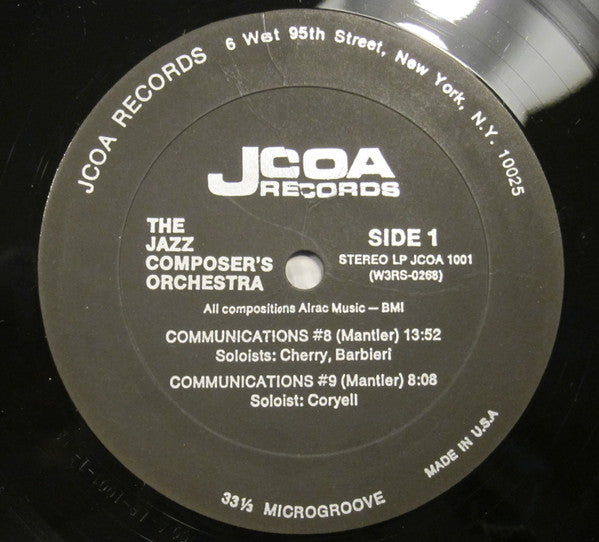 JCOA RECORDS 6 West 95th Street, New York, N.Y. 10025
JCOA
RECORDS
THE
JAZZ
COMPOSER'S
ORCHESTRA
SIDE 1
STEREO LP JCOA 1001
(W3RS-0268)
All compositions Alrac Music — BMI
COMMUNICATIONS #8 (Mantler) 13:52
Soloists: Cherry, Barbieri
COMMUNICATIONS #9 (Mantler) 8:08
Soloist: Coryell
MADE IN U.S.A
33⅓ MICROGROOVE